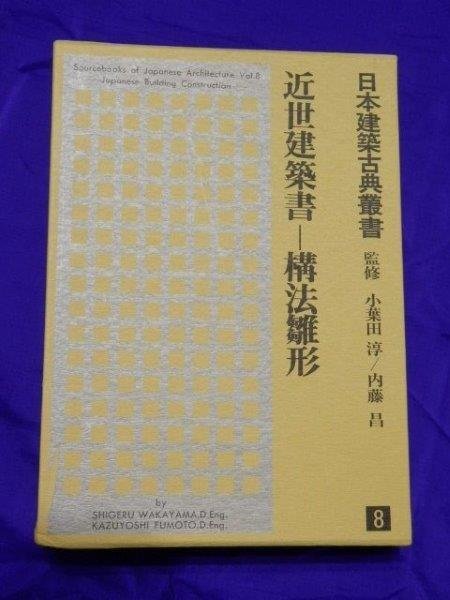 日本建築古典叢書
監修 小葉田 淳／内藤 昌
近世建築書—構法雛形
Sourcebooks of Japanese Architecture Vol.8
Japanese Building Construction
by
SHIGERU WAKAYAMA,D.Eng.
KAZUYOSHI FUMOTO,D.Eng.
8